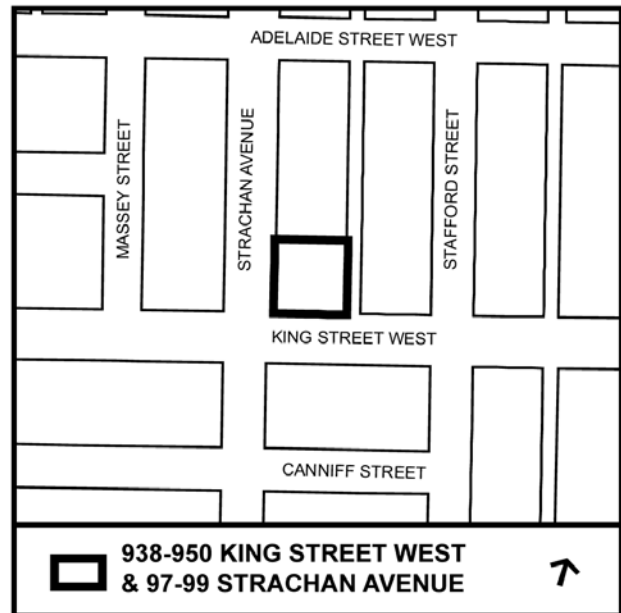 ADELAIDE STREET WEST
MASSEY STREET
STRACHAN AVENUE
STAFFORD STREET
KING STREET WEST
CANNIFF STREET
938-950 KING STREET WEST
& 97-99 STRACHAN AVENUE